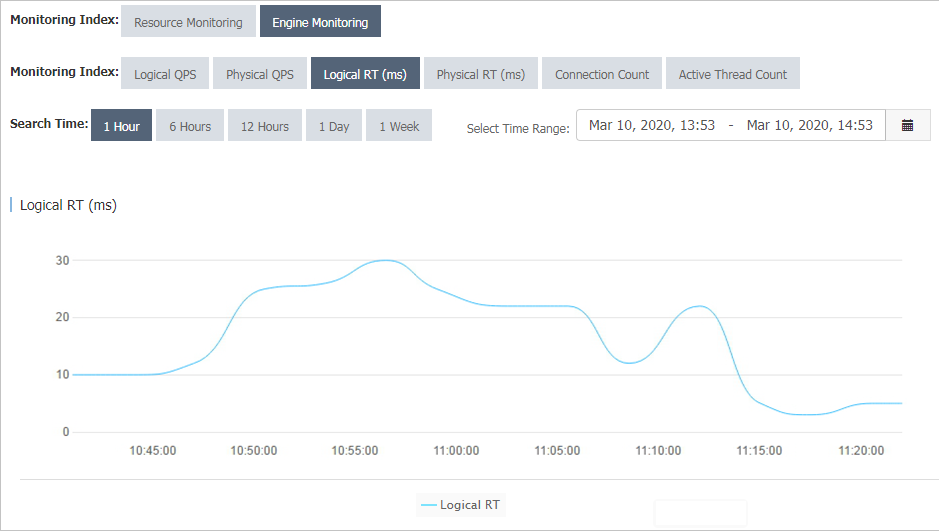 Monitoring Index: Resource Monitoring Engine Monitoring
Monitoring Index: Logical QPS Physical QPS Logical RT (ms) Physical RT (ms) Connection Count Active Thread Count
Search Time: 1 Hour 6 Hours 12 Hours 1 Day 1 Week Select Time Range: Mar 10, 2020, 13:53 - Mar 10, 2020, 14:53
Logical RT (ms)
30
20
10
0
10:45:00 10:50:00 10:55:00 11:00:00 11:05:00 11:10:00 11:15:00 11:20:00
Logical RT